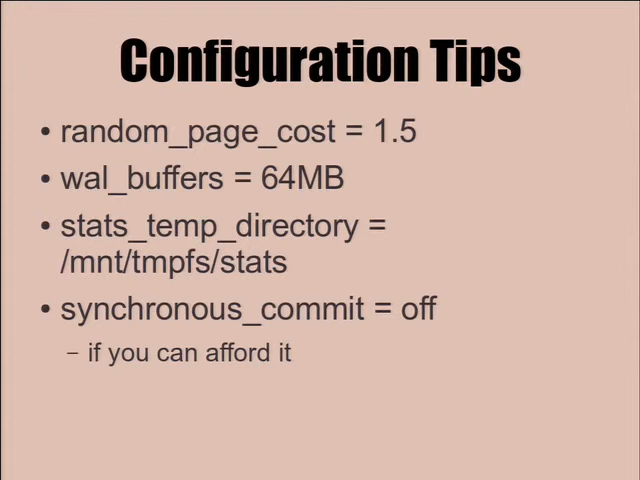 Configuration Tips
• random_page_cost = 1.5
• wal_buffers = 64MB
• stats_temp_directory =
/mnt/tmpfs/stats
• synchronous_commit = off
– if you can afford it